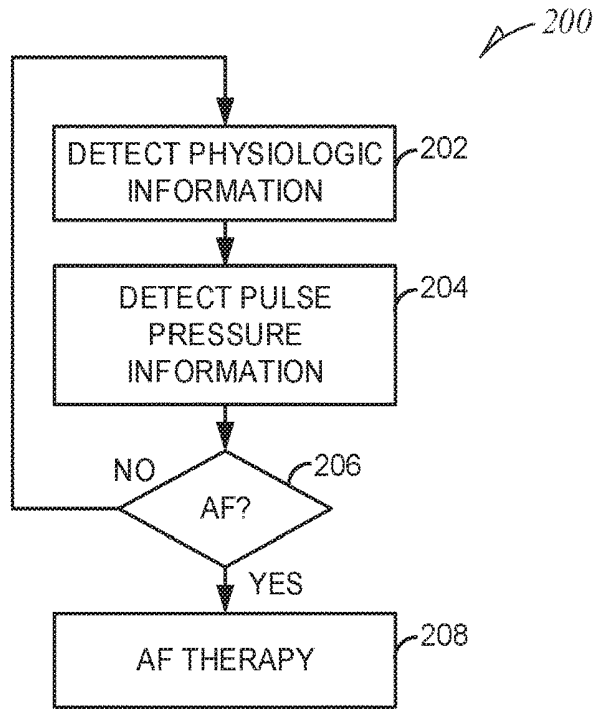 200
DETECT PHYSIOLOGIC
INFORMATION
202
DETECT PULSE
PRESSURE
INFORMATION
204
NO
AF?
206
YES
AF THERAPY
208